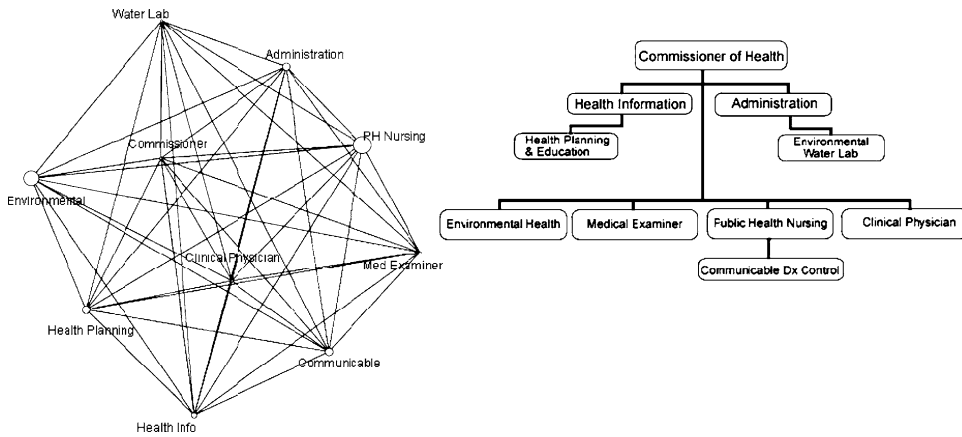 Water Lab
Administration
PH Nursing
Commissioner
Environmental
Clinical Physician
Med Examiner
Health Planning
Communicable
Health Info
Commissioner of Health
Health Information
Administration
Health Planning
& Education
Environmental
Water Lab
Environmental Health
Medical Examiner
Public Health Nursing
Clinical Physician
Communicable Dx Control